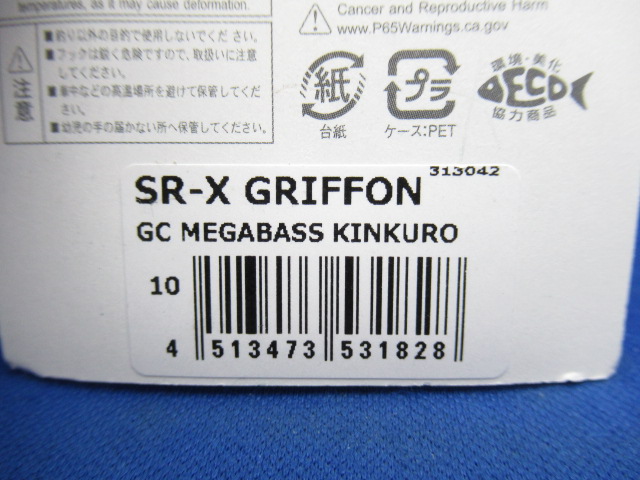 temperatures, as it may cause deformation.
Cancer and Reproductive Harm
www.P65Warnings.ca.gov
注意
■釣り以外の目的で使用しないでください。
■フックは鋭く危険ですので、取扱いに注意
してください。
■車中などの高温場所を避けて保管してくだ
さい。
■幼児の手の届かない所へ保管してください。
紙
台紙
プラ
ケース:PET
環境・美化
ECO
協力商品
313042
SR-X GRIFFON
GC MEGABASS KINKURO
10
4 513473 531828